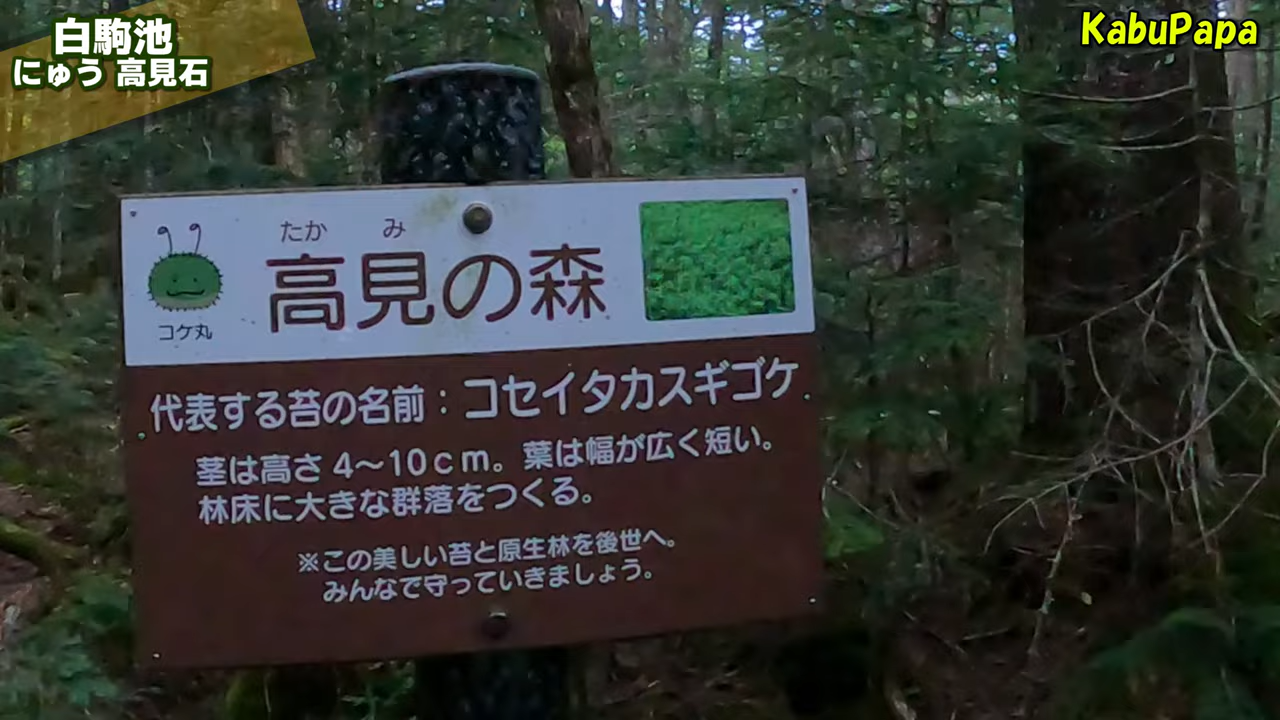 白駒池
にゅう 高見石
KabuPapa
たか み
高見の森
コケ丸
代表する苔の名前：コセイタカスギゴケ
茎は高さ4～10cm。葉は幅が広く短い。
林床に大きな群落をつくる。
※この美しい苔と原生林を後世へ。
みんなで守っていきましょう。